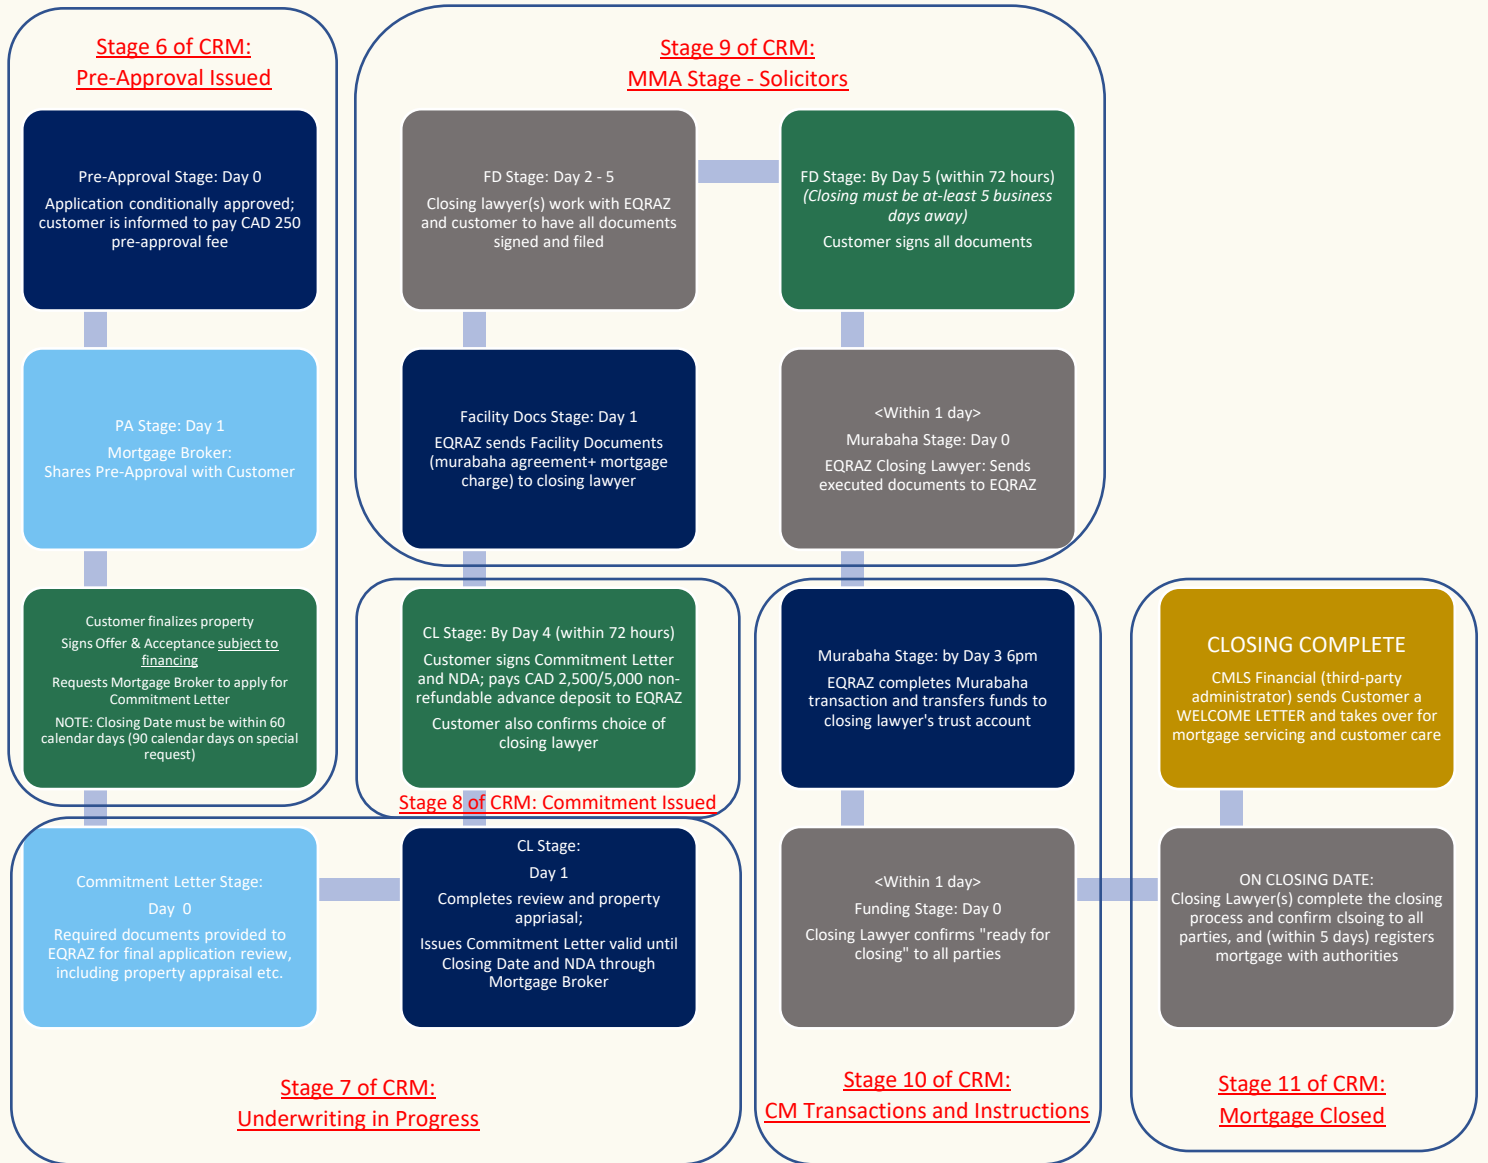 Stage 6 of CRM:
Pre-Approval Issued
Pre-Approval Stage: Day 0
Application conditionally approved;
customer is informed to pay CAD 250
pre-approval fee
PA Stage: Day 1
Mortgage Broker:
Shares Pre-Approval with Customer
Customer finalizes property
Signs Offer & Acceptance subject to
financing
Requests Mortgage Broker to apply for
Commitment Letter
NOTE: Closing Date must be within 60
calendar days (90 calendar days on special
request)
Commitment Letter Stage:
Day 0
Required documents provided to
EQRAZ for final application review,
including property appraisal etc.
CL Stage:
Day 1
Completes review and property
appriasal;
Issues Commitment Letter valid until
Closing Date and NDA through
Mortgage Broker
Stage 7 of CRM:
Underwriting in Progress
CL Stage: By Day 4 (within 72 hours)
Customer signs Commitment Letter
and NDA; pays CAD 2,500/5,000 non-
refundable advance deposit to EQRAZ
Customer also confirms choice of
closing lawyer
Stage 8 of CRM: Commitment Issued
Stage 9 of CRM:
MMA Stage - Solicitors
Facility Docs Stage: Day 1
EQRAZ sends Facility Documents
(murabaha agreement+ mortgage
charge) to closing lawyer
FD Stage: Day 2 - 5
Closing lawyer(s) work with EQRAZ
and customer to have all documents
signed and filed
FD Stage: By Day 5 (within 72 hours)
(Closing must be at-least 5 business
days away)
Customer signs all documents
<Within 1 day>
Murabaha Stage: Day 0
EQRAZ Closing Lawyer: Sends
executed documents to EQRAZ
Murabaha Stage: by Day 3 6pm
EQRAZ completes Murabaha
transaction and transfers funds to
closing lawyer's trust account
<Within 1 day>
Funding Stage: Day 0
Closing Lawyer confirms "ready for
closing" to all parties
Stage 10 of CRM:
CM Transactions and Instructions
ON CLOSING DATE:
Closing Lawyer(s) complete the closing
process and confirm clsoing to all
parties, and (within 5 days) registers
mortgage with authorities
CLOSING COMPLETE
CMLS Financial (third-party
administrator) sends Customer a
WELCOME LETTER and takes over for
mortgage servicing and customer care
Stage 11 of CRM:
Mortgage Closed